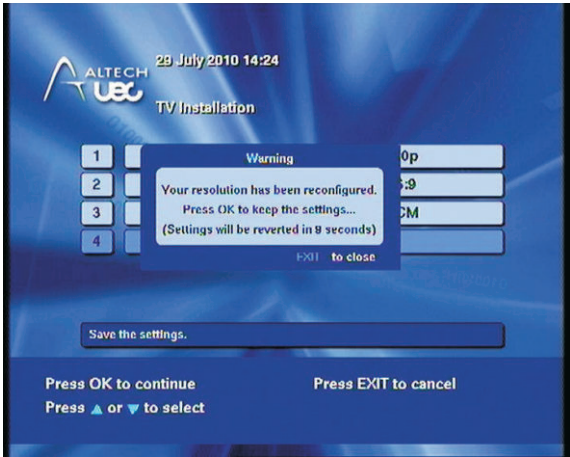 ALTECH
UEC
29 July 2010 14:24
TV Installation
1
0p
2
:9
3
CM
4
Warning
Your resolution has been reconfigured.
Press OK to keep the settings...
(Settings will be reverted in 9 seconds)
EXIT to close
Save the settings.
Press OK to continue
Press EXIT to cancel
Press ▲ or ▼ to select